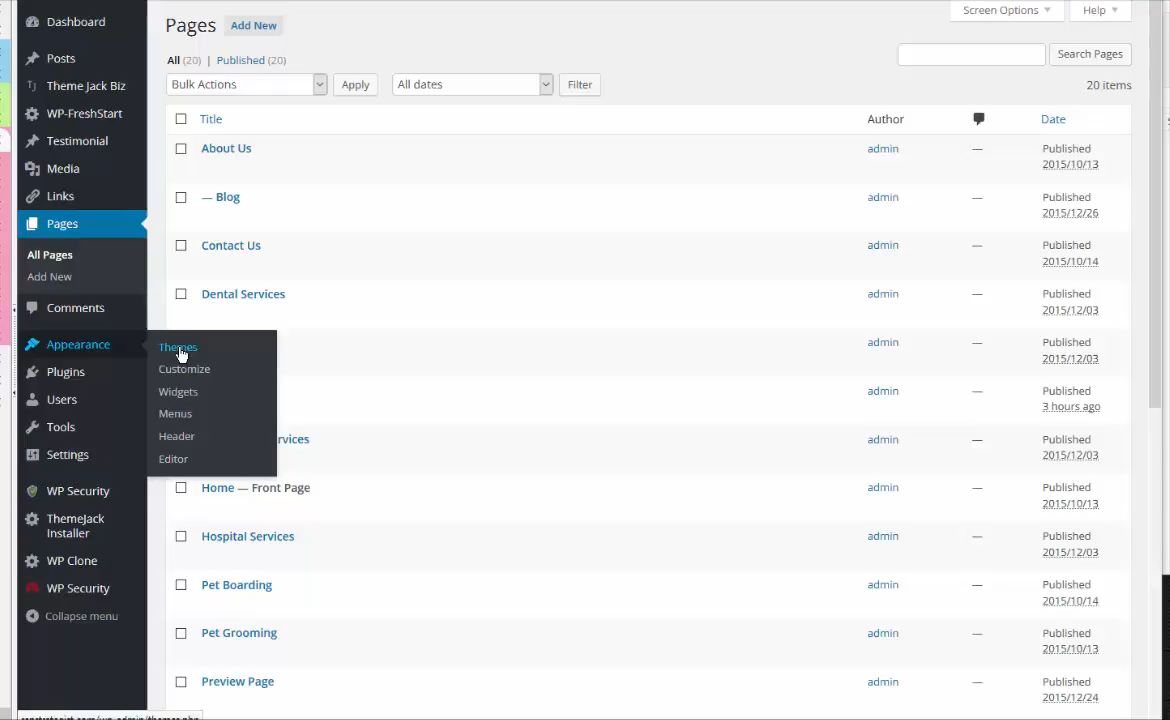 Dashboard
Posts
Theme Jack Biz
WP-FreshStart
Testimonial
Media
Links
Pages
All Pages
Add New
Comments
Appearance
Plugins
Users
Tools
Settings
WP Security
ThemeJack
Installer
WP Clone
WP Security
Collapse menu
Themes
Customize
Widgets
Menus
Header
Editor
Screen Options
Help
Pages Add New
All (20) | Published (20)
Search Pages
Bulk Actions Apply All dates Filter 20 items
Title Author Date
About Us admin — Published
2015/10/13
— Blog admin — Published
2015/12/26
Contact Us admin — Published
2015/10/14
Dental Services admin — Published
2015/12/03
admin — Published
2015/12/03
admin — Published
3 hours ago
rvices admin — Published
2015/12/03
Home — Front Page admin — Published
2015/10/13
Hospital Services admin — Published
2015/12/03
Pet Boarding admin — Published
2015/10/14
Pet Grooming admin — Published
2015/10/13
Preview Page admin — Published
2015/12/24